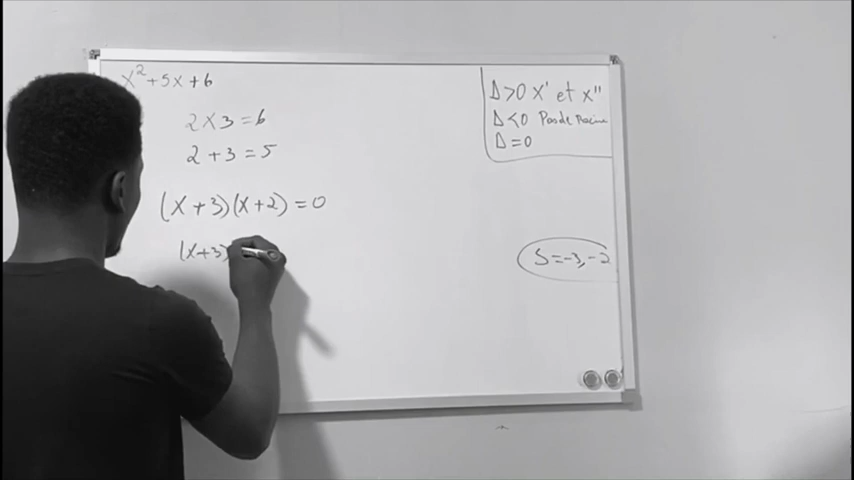 x² + 5x + 6
2 x 3 = 6
2 + 3 = 5
(x + 3)(x + 2) = 0
(x + 3)
Δ>0 x' et x"
Δ<0 Pas de Racine
Δ = 0
S = -3, -2